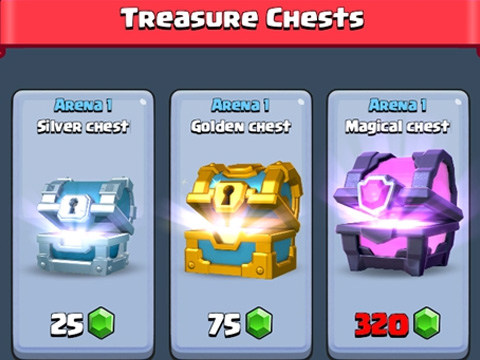 Treasure Chests
Arena 1
Silver chest
25
Arena 1
Golden chest
75
Arena 1
Magical chest
320